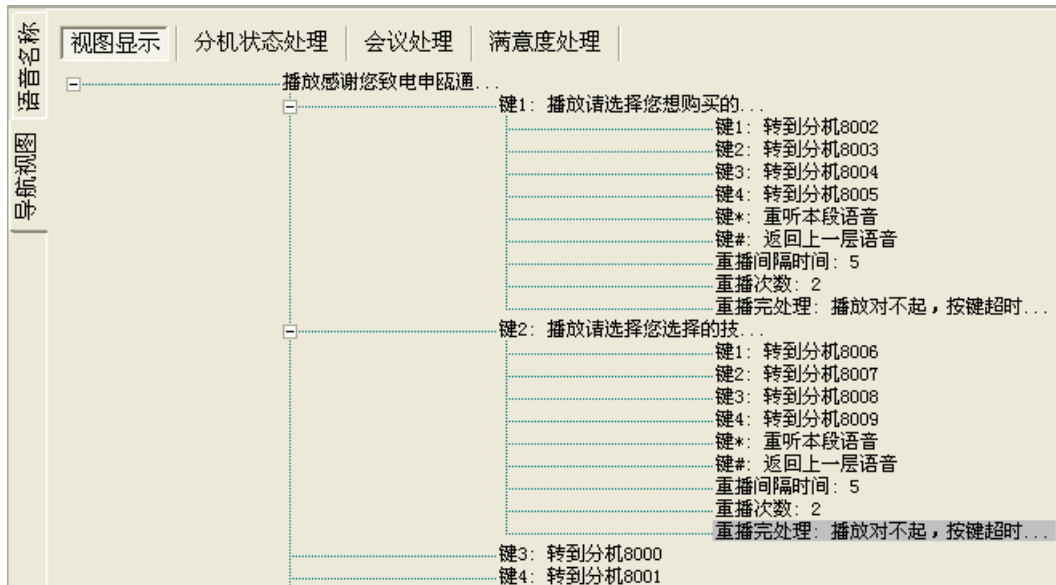 语音名称
导航视图
视图显示 分机状态处理 会议处理 满意度处理
播放感谢您致电申瓯通...
键1: 播放请选择您想购买的...
键1: 转到分机8002
键2: 转到分机8003
键3: 转到分机8004
键4: 转到分机8005
键*: 重听本段语音
键#: 返回上一层语音
重播间隔时间: 5
重播次数: 2
重播完处理: 播放对不起，按键超时...
键2: 播放请选择您选择的技...
键1: 转到分机8006
键2: 转到分机8007
键3: 转到分机8008
键4: 转到分机8009
键*: 重听本段语音
键#: 返回上一层语音
重播间隔时间: 5
重播次数: 2
重播完处理: 播放对不起，按键超时...
键3: 转到分机8000
键4: 转到分机8001